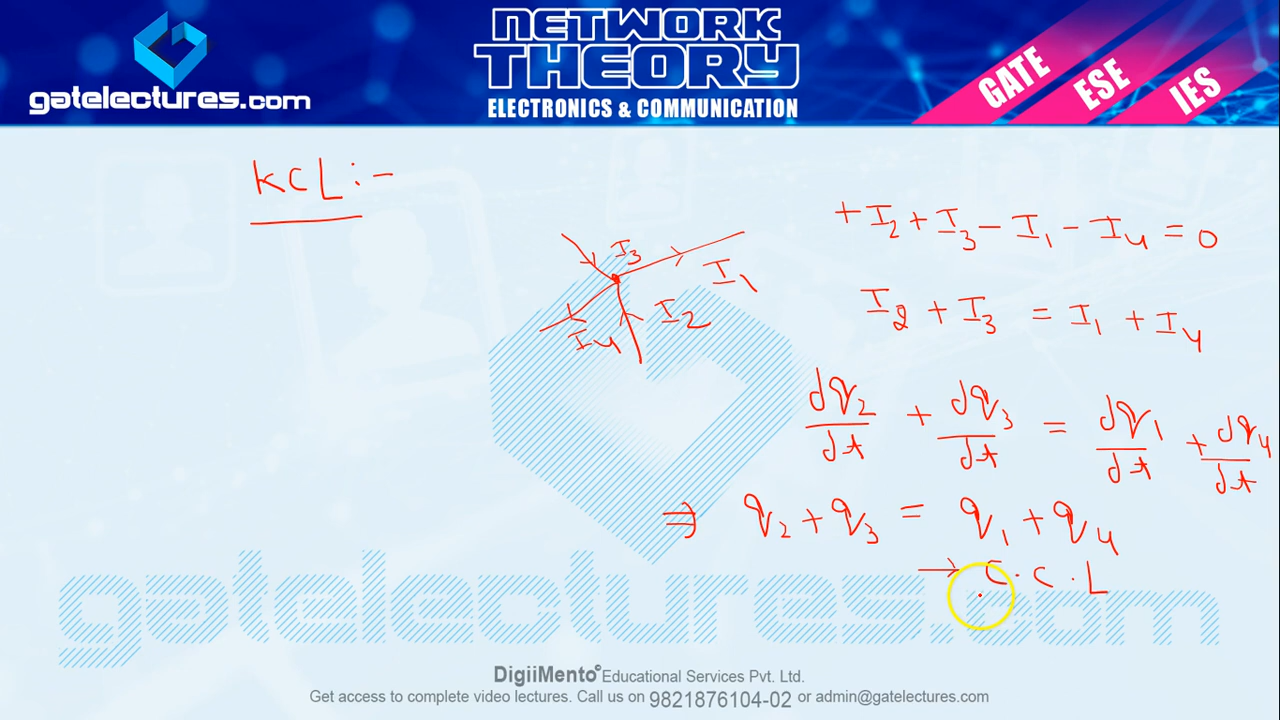 gatelectures.com
NETWORK
THEORY
ELECTRONICS & COMMUNICATION
GATE
ESE
IES
KCL:-
I3
I1
I2
I4
+I2+I3-I1-I4=0
I2+I3=I1+I4
dq2/dt + dq3/dt = dq1/dt + dq4/dt
⇒ q2+q3 = q1+q4
→ C.C.L
gatelectures.com
DigiiMento© Educational Services Pvt. Ltd.
Get access to complete video lectures. Call us on 9821876104-02 or admin@gatelectures.com